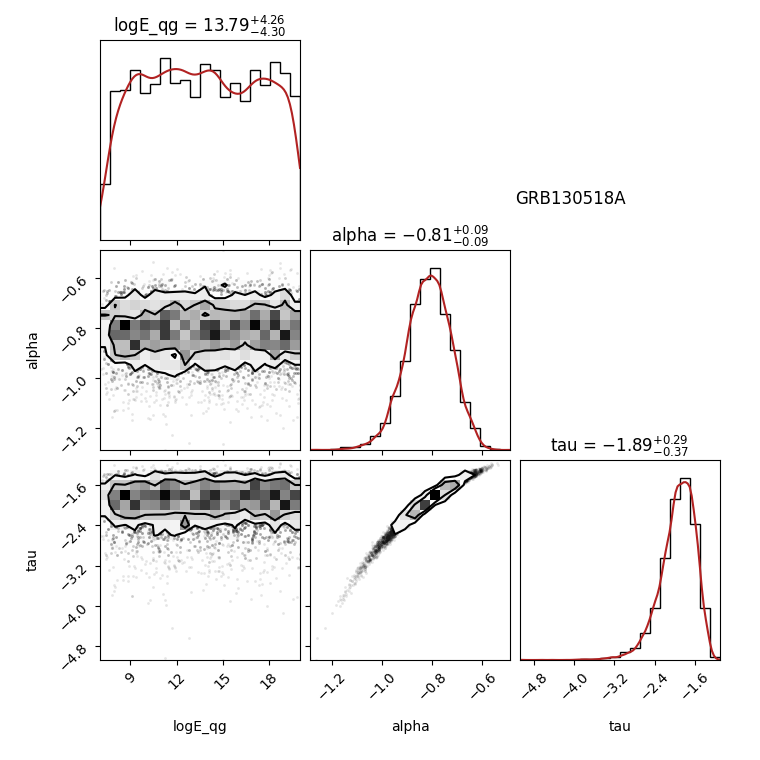 logE_qg = 13.79^{+4.26}_{−4.30}
GRB130518A
alpha = −0.81^{+0.09}_{−0.09}
−0.6
−0.8
−1.0
−1.2
alpha
tau = −1.89^{+0.29}_{−0.37}
−1.6
−2.4
−3.2
−4.0
−4.8
tau
9 12 15 18
−1.2 −1.0 −0.8 −0.6
−4.8 −4.0 −3.2 −2.4 −1.6
logE_qg alpha tau